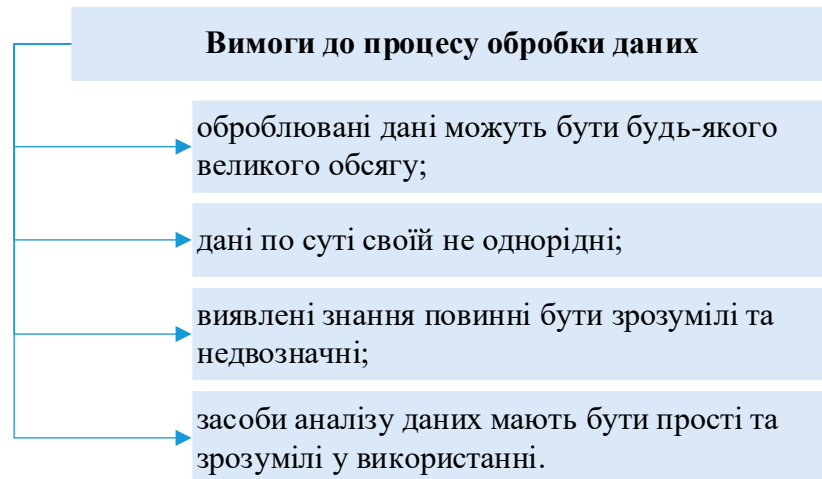 Вимоги до процесу обробки даних
оброблювані дані можуть бути будь-якого
великого обсягу;
дані по суті своїй не однорідні;
виявлені знання повинні бути зрозумілі та
недвозначні;
засоби аналізу даних мають бути прості та
зрозумілі у використанні.